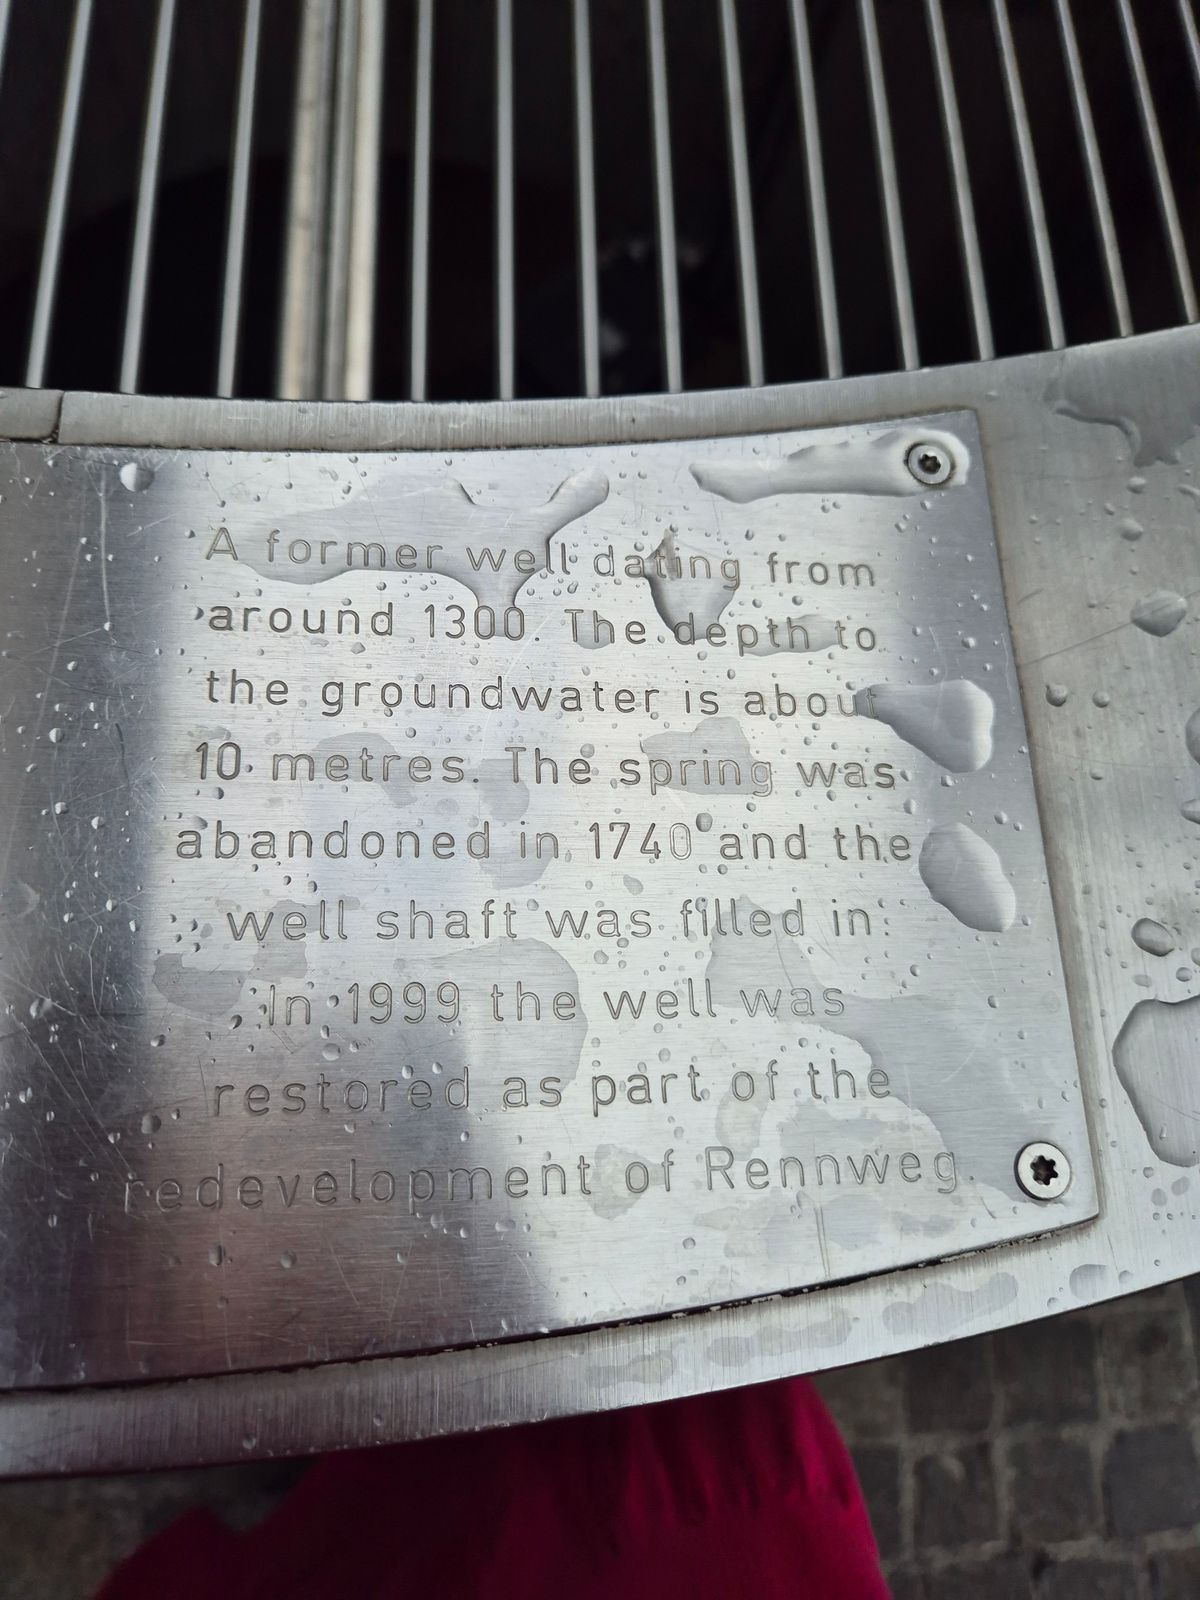 A former well dating from
around 1300. The depth to
the groundwater is about
10 metres. The spring was
abandoned in 1740 and the
well shaft was filled in.
In 1999 the well was
restored as part of the
redevelopment of Rennweg.